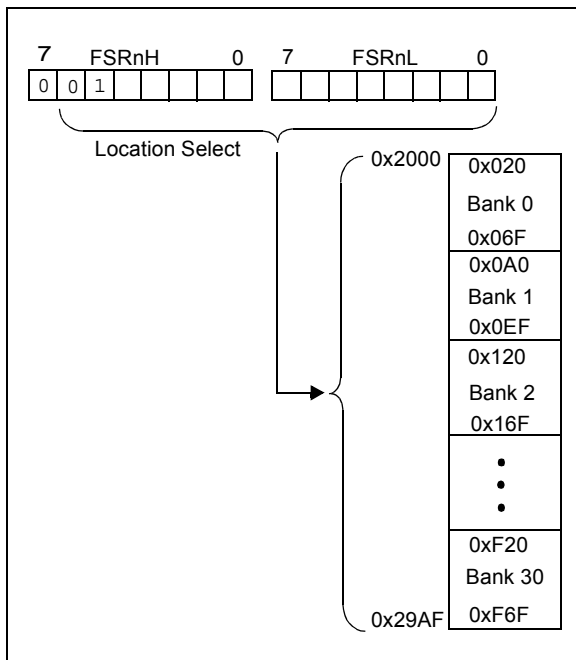 7 FSRnH 0 7 FSRnL 0
0 0 1
Location Select
0x2000
0x020
Bank 0
0x06F
0x0A0
Bank 1
0x0EF
0x120
Bank 2
0x16F
0xF20
Bank 30
0x29AF
0xF6F